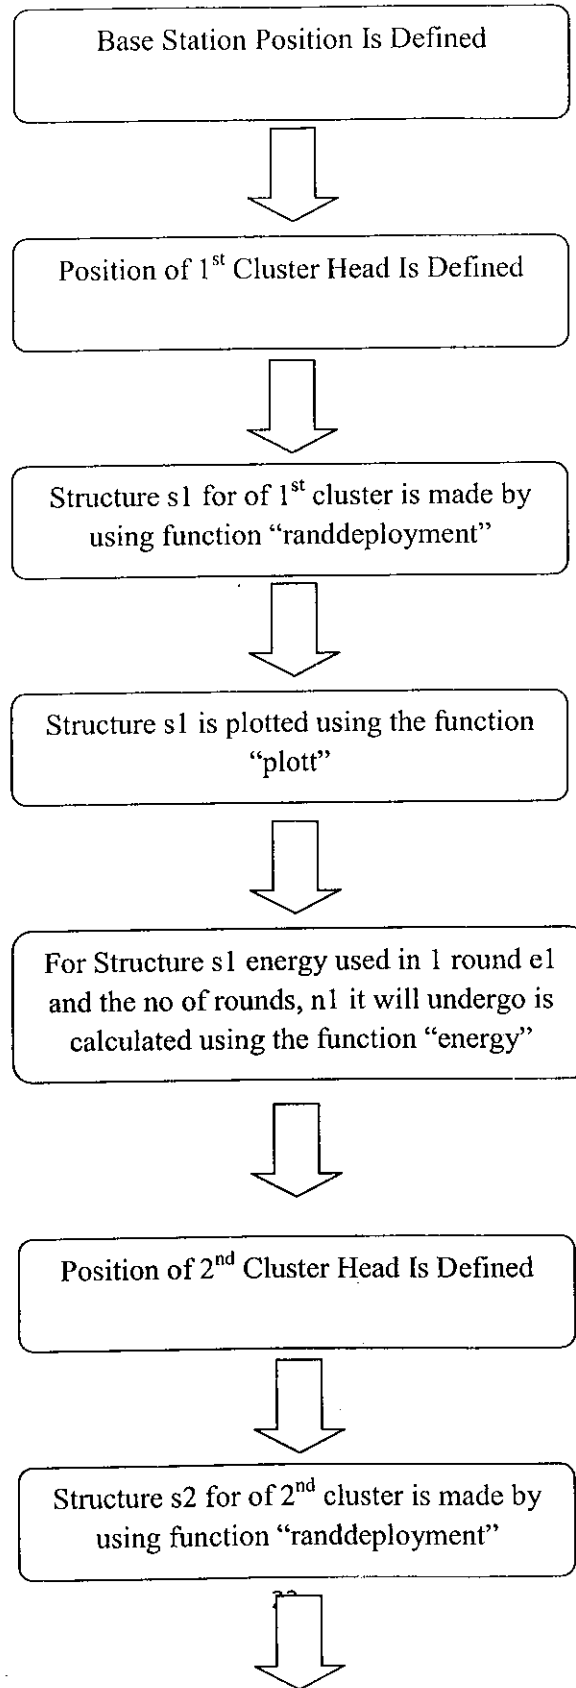 Base Station Position Is Defined
Position of 1st Cluster Head Is Defined
Structure s1 for of 1st cluster is made by
using function “randdeployment”
Structure s1 is plotted using the function
“plott”
For Structure s1 energy used in 1 round e1
and the no of rounds, n1 it will undergo is
calculated using the function “energy”
Position of 2nd Cluster Head Is Defined
Structure s2 for of 2nd cluster is made by
using function “randdeployment”